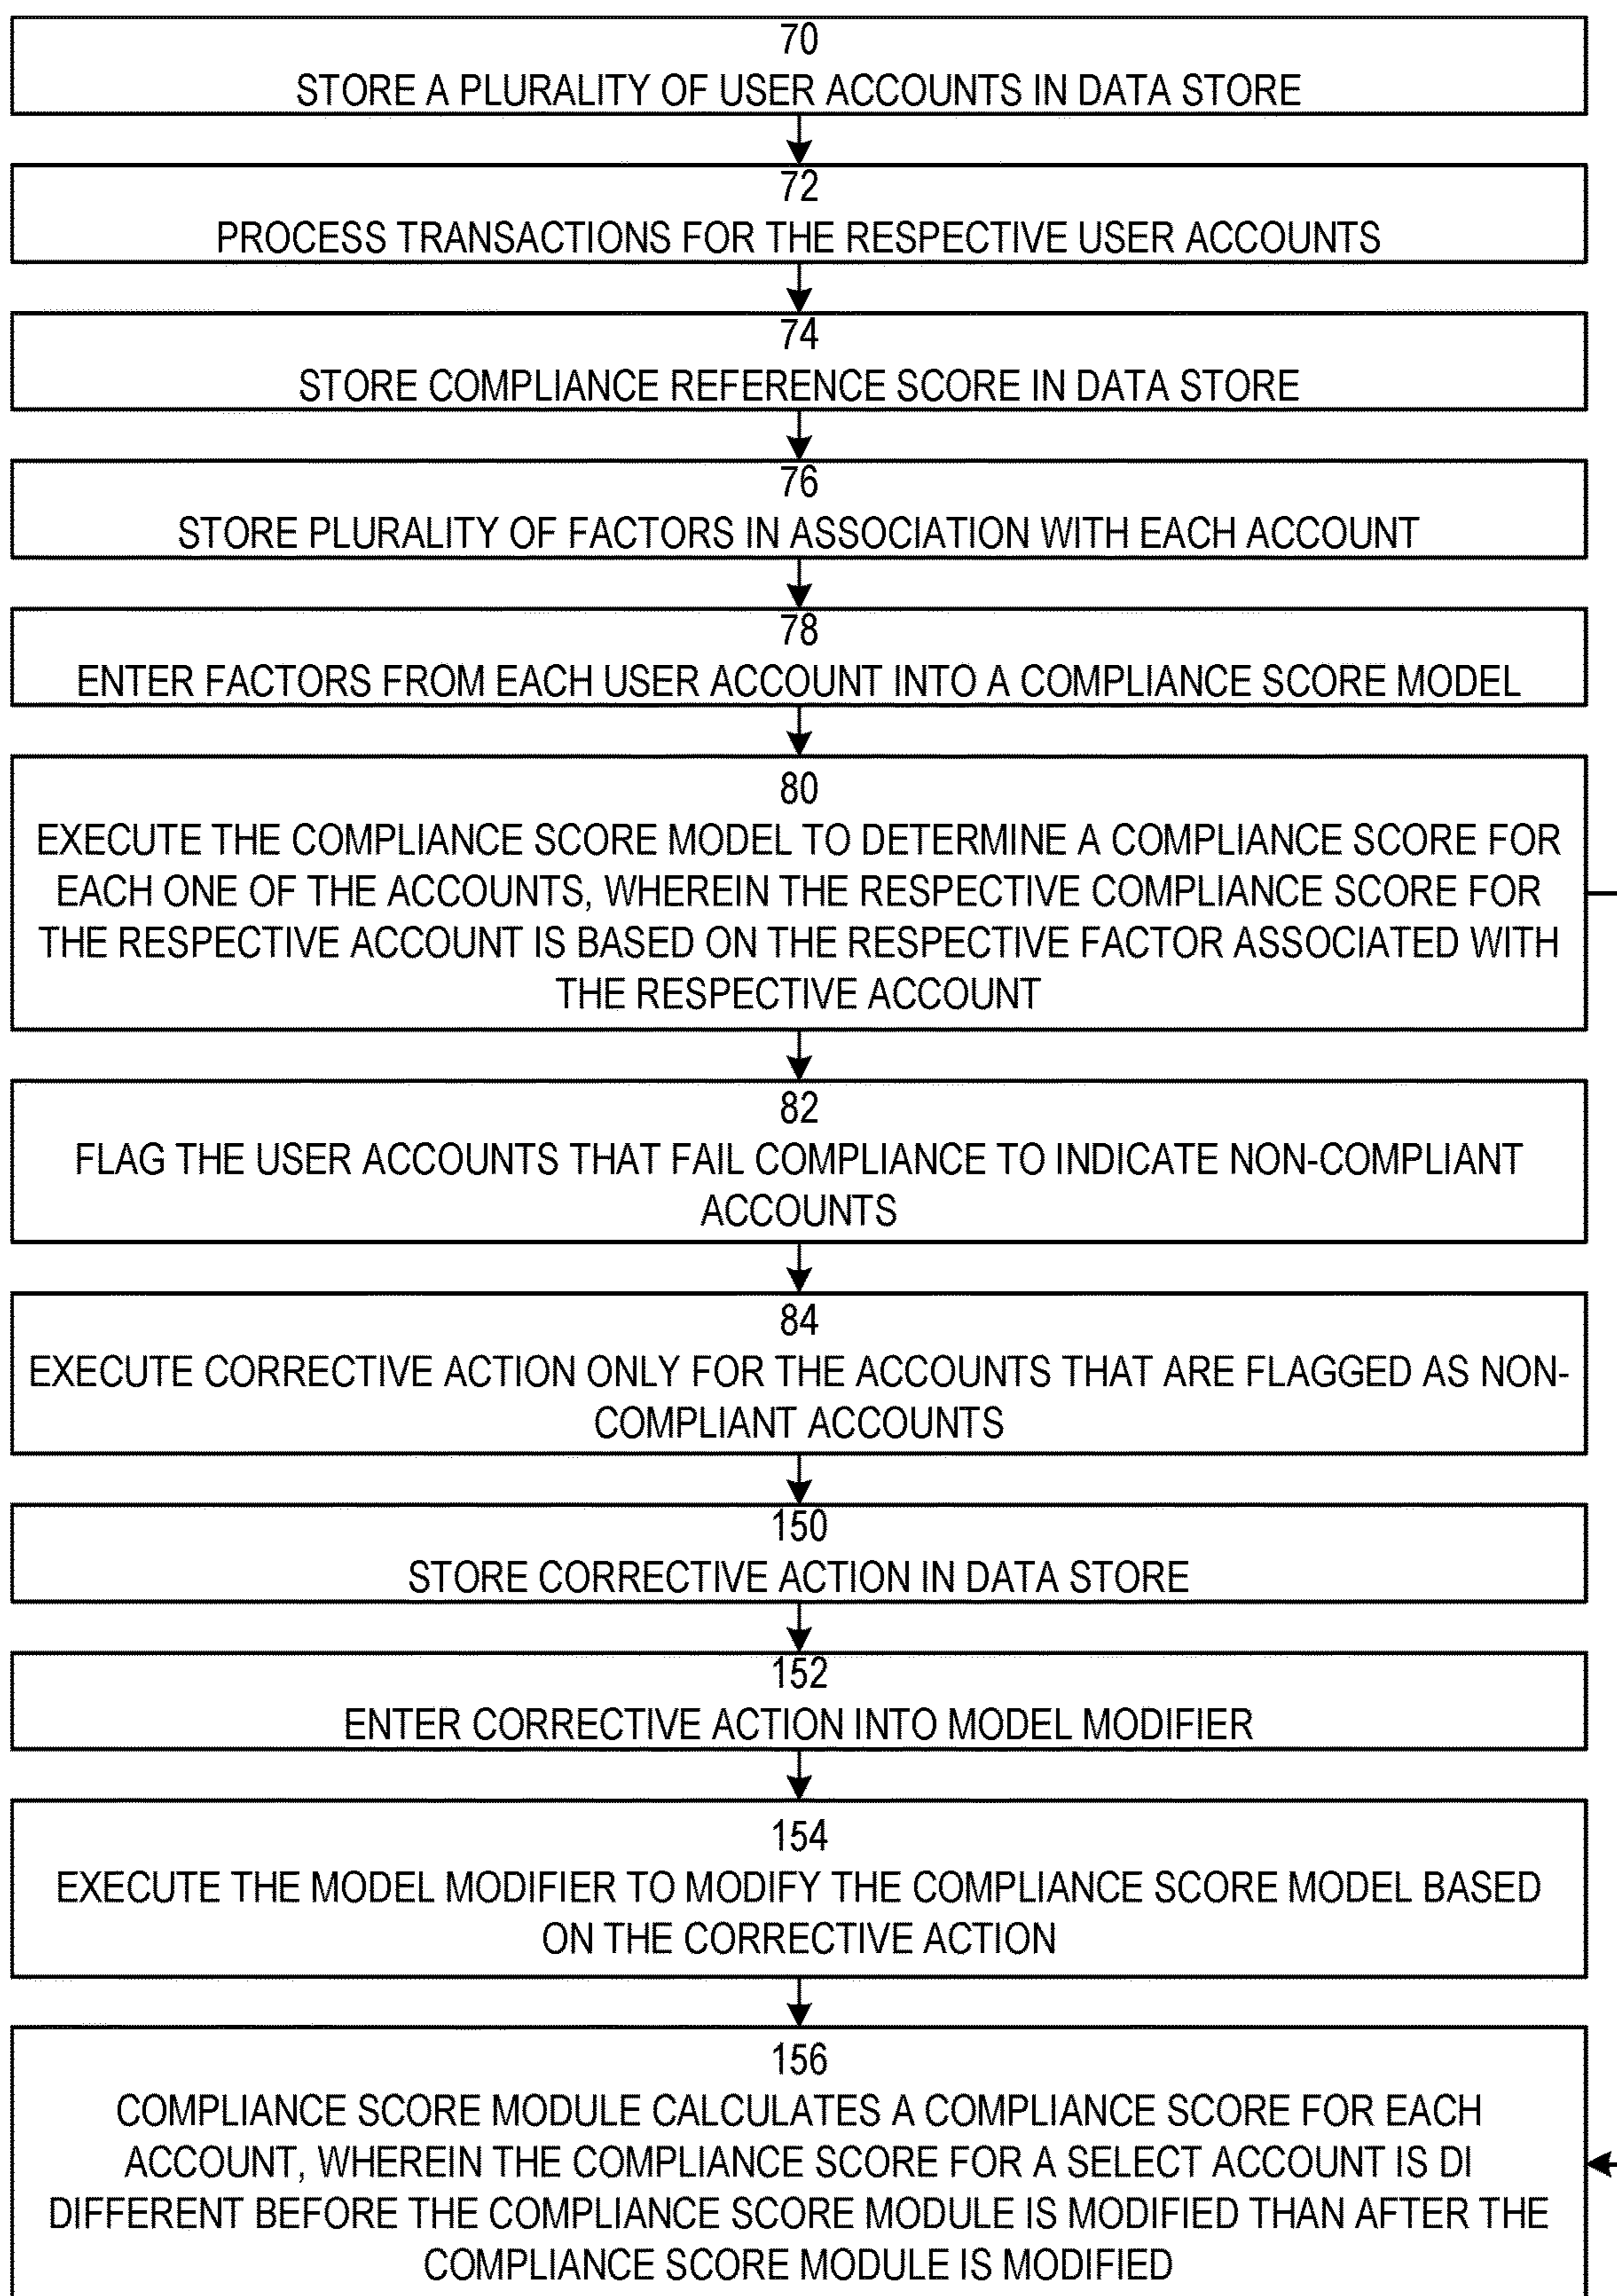 70
STORE A PLURALITY OF USER ACCOUNTS IN DATA STORE
72
PROCESS TRANSACTIONS FOR THE RESPECTIVE USER ACCOUNTS
74
STORE COMPLIANCE REFERENCE SCORE IN DATA STORE
76
STORE PLURALITY OF FACTORS IN ASSOCIATION WITH EACH ACCOUNT
78
ENTER FACTORS FROM EACH USER ACCOUNT INTO A COMPLIANCE SCORE MODEL
80
EXECUTE THE COMPLIANCE SCORE MODEL TO DETERMINE A COMPLIANCE SCORE FOR
EACH ONE OF THE ACCOUNTS, WHEREIN THE RESPECTIVE COMPLIANCE SCORE FOR
THE RESPECTIVE ACCOUNT IS BASED ON THE RESPECTIVE FACTOR ASSOCIATED WITH
THE RESPECTIVE ACCOUNT
82
FLAG THE USER ACCOUNTS THAT FAIL COMPLIANCE TO INDICATE NON-COMPLIANT
ACCOUNTS
84
EXECUTE CORRECTIVE ACTION ONLY FOR THE ACCOUNTS THAT ARE FLAGGED AS NON-
COMPLIANT ACCOUNTS
150
STORE CORRECTIVE ACTION IN DATA STORE
152
ENTER CORRECTIVE ACTION INTO MODEL MODIFIER
154
EXECUTE THE MODEL MODIFIER TO MODIFY THE COMPLIANCE SCORE MODEL BASED
ON THE CORRECTIVE ACTION
156
COMPLIANCE SCORE MODULE CALCULATES A COMPLIANCE SCORE FOR EACH
ACCOUNT, WHEREIN THE COMPLIANCE SCORE FOR A SELECT ACCOUNT IS DI
DIFFERENT BEFORE THE COMPLIANCE SCORE MODULE IS MODIFIED THAN AFTER THE
COMPLIANCE SCORE MODULE IS MODIFIED